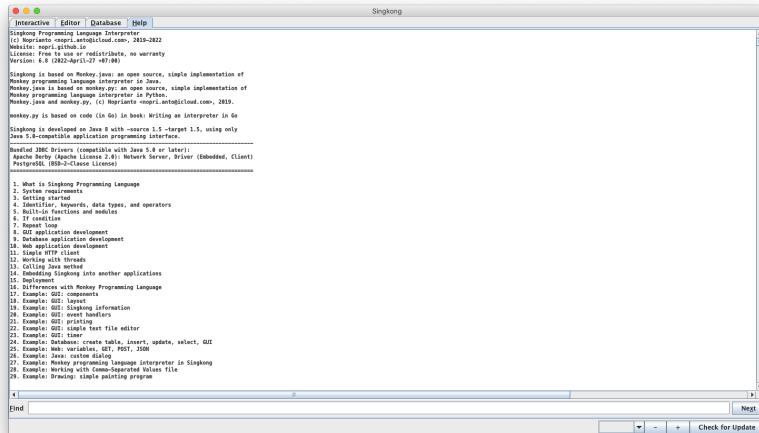 Singkong
Interactive Editor Database Help
Singkong Programming Language Interpreter
(c) Noprianto <nopri.anto@icloud.com>, 2019-2022
Website: nopri.github.io
License: Free to use or redistribute, no warranty
Version: 6.8 (2022-April-27 +07:00)
Singkong is based on Monkey.java: an open source, simple implementation of
Monkey programming language interpreter in Java.
Monkey.java is based on monkey.py: an open source, simple implementation of
Monkey programming language interpreter in Python.
Monkey.java and monkey.py, (c) Noprianto <nopri.anto@icloud.com>, 2019.
monkey.py is based on code (in Go) in book: Writing an interpreter in Go
Singkong is developed on Java 8 with -source 1.5 -target 1.5, using only
Java 5.0-compatible application programming interface.
======================================================================
Bundled JDBC Drivers (compatible with Java 5.0 or later):
Apache Derby (Apache License 2.0): Network Server, Driver (Embedded, Client)
PostgreSQL (BSD-2-Clause License)
======================================================================
1. What is Singkong Programming Language
2. System requirements
3. Getting started
4. Identifier, keywords, data types, and operators
5. Built-in functions and modules
6. If condition
7. Repeat loop
8. GUI application development
9. Database application development
10. Web application development
11. Simple HTTP client
12. Working with threads
13. Calling Java method
14. Embedding Singkong into another applications
15. Deployment
16. Differences with Monkey Programming Language
17. Example: GUI: components
18. Example: GUI: layout
19. Example: GUI: Singkong information
20. Example: GUI: event handlers
21. Example: GUI: printing
22. Example: GUI: simple text file editor
23. Example: GUI: timer
24. Example: Database: create table, insert, update, select, GUI
25. Example: Web: variables, GET, POST, JSON
26. Example: Java: custom dialog
27. Example: Monkey programming language interpreter in Singkong
28. Example: Working with Comma-Separated Values file
29. Example: Drawing: simple painting program
Find Next
- + Check for Update